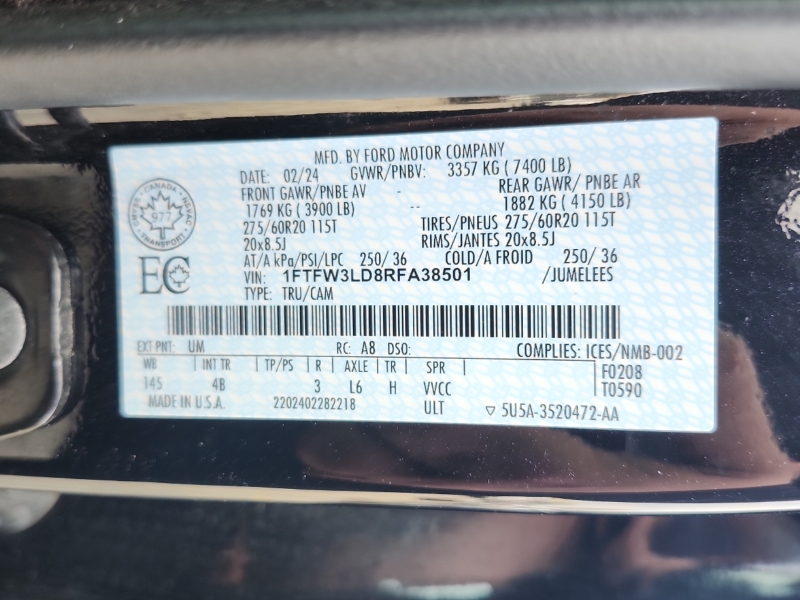 MFD. BY FORD MOTOR COMPANY
DATE: 02/24 GVWR/PNBV: 3357 KG ( 7400 LB)
FRONT GAWR/PNBE AV REAR GAWR/ PNBE AR
1769 KG ( 3900 LB) 1882 KG ( 4150 LB)
275/60R20 115T TIRES/PNEUS 275/60R20 115T
20x8.5J RIMS/JANTES 20x8.5J
AT/A kPa/PSI/LPC 250/ 36 COLD/A FROID 250/ 36
VIN: 1FTFW3LD8RFA38501 /JUMELEES
TYPE: TRU/CAM
CANADA
977
TRANSPORT
EC
EXT PNT: UM RC: A8 DSO: COMPLIES: ICES/NMB-002
WB INT TR TP/PS R AXLE TR SPR F0208
145 4B 3 L6 H VVCC T0590
MADE IN U.S.A. 2202402282218 ULT ▽ 5U5A-3520472-AA